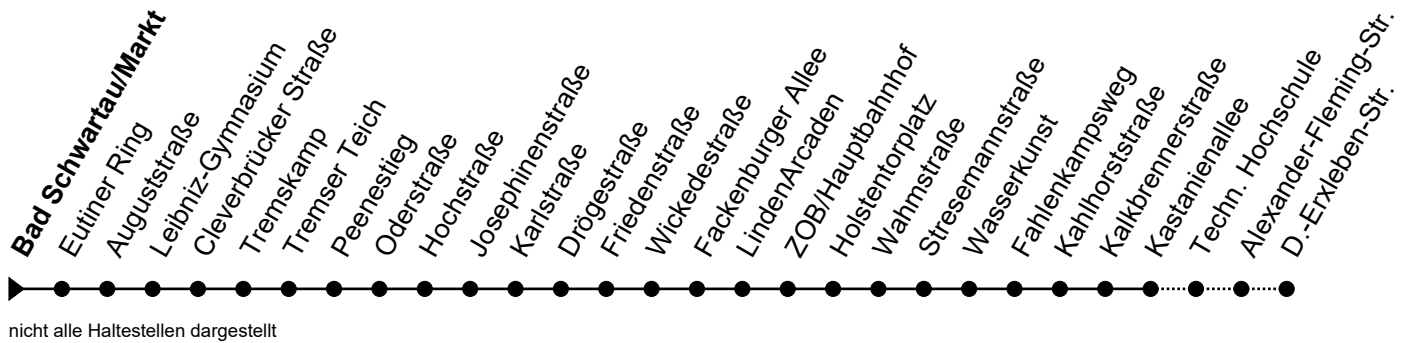 Bad Schwartau/Markt
Eutiner Ring
Auguststraße
Leibniz-Gymnasium
Cleverbrücker Straße
Tremskamp
Tremser Teich
Peenestieg
Oderstraße
Hochstraße
Josephinenstraße
Karlstraße
Drögestraße
Friedenstraße
Wickedestraße
Fackenburger Allee
LindenArcaden
ZOB/Hauptbahnhof
Holstentorplatz
Wahmstraße
Stresemannstraße
Wasserkunst
Fahlenkampsweg
Kahlhorststraße
Kalkbrennerstraße
Kastanienallee
Techn. Hochschule
Alexander-Fleming-Str.
D.-Erxleben-Str.
nicht alle Haltestellen dargestellt